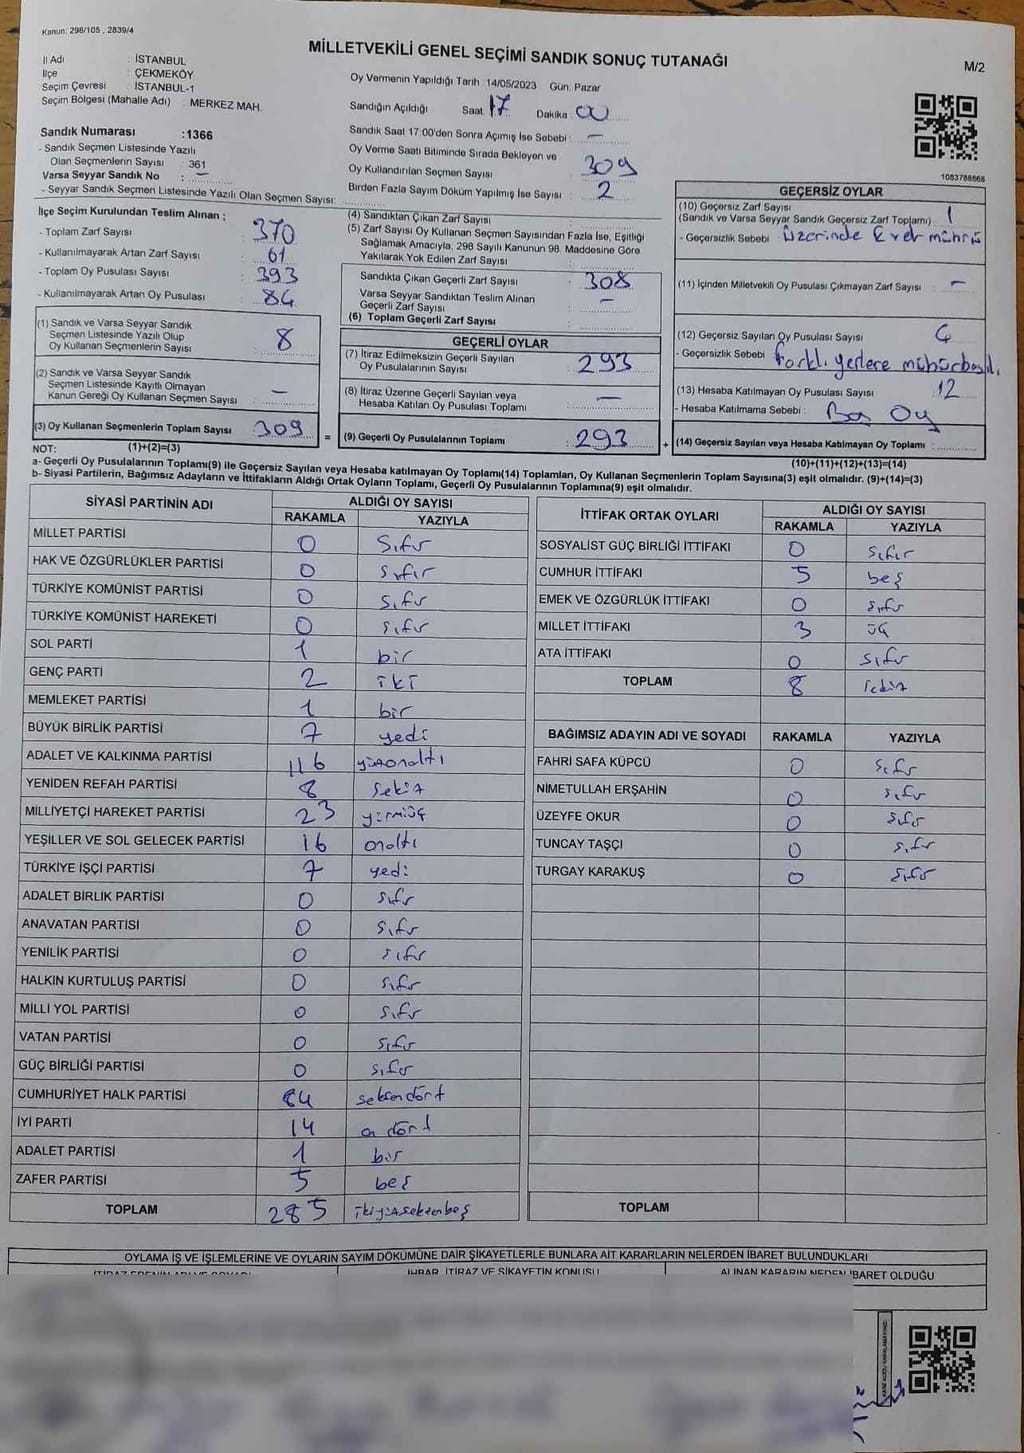 Kanun: 298/105 , 2839/4
MİLLETVEKİLİ GENEL SEÇİMİ SANDIK SONUÇ TUTANAĞI
M/2
İl Adı : İSTANBUL
İlçe : ÇEKMEKÖY
Seçim Çevresi : İSTANBUL-1
Seçim Bölgesi (Mahalle Adı) : MERKEZ MAH.
Sandık Numarası :1366
- Sandık Seçmen Listesinde Yazılı
Olan Seçmenlerin Sayısı : 361
Varsa Seyyar Sandık No : —
- Seyyar Sandık Seçmen Listesinde Yazılı Olan Seçmen Sayısı:
Oy Vermenin Yapıldığı Tarih : 14/05/2023 Gün: Pazar
Sandığın Açıldığı Saat 17 Dakika 00
Sandık Saat 17:00'den Sonra Açımış İse Sebebi : —
Oy Verme Saati Bitiminde Sırada Bekleyen ve
Oy Kullandırılan Seçmen Sayısı : 309
Birden Fazla Sayım Döküm Yapılmış İse Sayısı : 2
1083786868
İlçe Seçim Kurulundan Teslim Alınan ;
- Toplam Zarf Sayısı : 370
- Kullanılmayarak Artan Zarf Sayısı : 61
- Toplam Oy Pusulası Sayısı : 393
- Kullanılmayarak Artan Oy Pusulası : 84
(1) Sandık ve Varsa Seyyar Sandık
Seçmen Listesinde Yazılı Olup
Oy Kullanan Seçmenlerin Sayısı : 8
(2) Sandık ve Varsa Seyyar Sandık
Seçmen Listesinde Kayıtlı Olmayan
Kanun Gereği Oy Kullanan Seçmen Sayısı : —
(3) Oy Kullanan Seçmenlerin Toplam Sayısı : 309
(4) Sandıktan Çıkan Zarf Sayısı :
(5) Zarf Sayısı Oy Kullanan Seçmen Sayısından Fazla İse, Eşitliği
Sağlamak Amacıyla, 298 Sayılı Kanunun 98. Maddesine Göre
Yakılarak Yok Edilen Zarf Sayısı :
Sandıkta Çıkan Geçerli Zarf Sayısı : 308
Varsa Seyyar Sandıktan Teslim Alınan
Geçerli Zarf Sayısı : —
(6) Toplam Geçerli Zarf Sayısı :
GEÇERLİ OYLAR
(7) İtiraz Edilmeksizin Geçerli Sayılan
Oy Pusulalarının Sayısı : 293
(8) İtiraz Üzerine Geçerli Sayılan veya
Hesaba Katılan Oy Pusulası Toplamı : —
= (9) Geçerli Oy Pusulalarının Toplamı : 293 +
GEÇERSİZ OYLAR
(10) Geçersiz Zarf Sayısı
(Sandık ve Varsa Seyyar Sandık Geçersiz Zarf Toplamı) : 1
- Geçersizlik Sebebi : Üzerinde Evet mührü
(11) İçinden Milletvekili Oy Pusulası Çıkmayan Zarf Sayısı : —
(12) Geçersiz Sayılan Oy Pusulası Sayısı :
- Geçersizlik Sebebi : farklı yerlere
(13) Hesaba Katılmayan Oy Pusulası Sayısı : 12
- Hesaba Katılmama Sebebi : Boş Oy
(14) Geçersiz Sayılan veya Hesaba Katılmayan Oy Toplamı :
NOT: (1)+(2)=(3)
(10)+(11)+(12)+(13)=(14)
a- Geçerli Oy Pusulalarının Toplamı(9) ile Geçersiz Sayılan veya Hesaba katılmayan Oy Toplamı(14) Toplamları, Oy Kullanan Seçmenlerin Toplam Sayısına(3) eşit olmalıdır. (9)+(14)=(3)
b- Siyasi Partilerin, Bağımsız Adayların ve İttifakların Aldığı Ortak Oyların Toplamı, Geçerli Oy Pusulalarının Toplamına(9) eşit olmalıdır.
SİYASİ PARTİNİN ADI ALDIĞI OY SAYISI
RAKAMLA YAZIYLA
MİLLET PARTİSİ 0 sıfır
HAK VE ÖZGÜRLÜKLER PARTİSİ 0 sıfır
TÜRKİYE KOMÜNİST PARTİSİ 0 sıfır
TÜRKİYE KOMÜNİST HAREKETİ 0 sıfır
SOL PARTİ 1 bir
GENÇ PARTİ 2 iki
MEMLEKET PARTİSİ 1 bir
BÜYÜK BİRLİK PARTİSİ 7 yedi
ADALET VE KALKINMA PARTİSİ 116 yüzonaltı
YENİDEN REFAH PARTİSİ 8 sekiz
MİLLİYETÇİ HAREKET PARTİSİ 23 yirmiüç
YEŞİLLER VE SOL GELECEK PARTİSİ 16 onaltı
TÜRKİYE İŞÇİ PARTİSİ 7 yedi
ADALET BİRLİK PARTİSİ 0 sıfır
ANAVATAN PARTİSİ 0 sıfır
YENİLİK PARTİSİ 0 sıfır
HALKIN KURTULUŞ PARTİSİ 0 sıfır
MİLLİ YOL PARTİSİ 0 sıfır
VATAN PARTİSİ 0 sıfır
GÜÇ BİRLİĞİ PARTİSİ 0 sıfır
CUMHURİYET HALK PARTİSİ 84 seksendört
İYİ PARTİ 14 on dört
ADALET PARTİSİ 1 bir
ZAFER PARTİSİ 5 beş
TOPLAM 285 ikiyüzseksenbeş
İTTİFAK ORTAK OYLARI ALDIĞI OY SAYISI
RAKAMLA YAZIYLA
SOSYALİST GÜÇ BİRLİĞİ İTTİFAKI 0 sıfır
CUMHUR İTTİFAKI 5 beş
EMEK VE ÖZGÜRLÜK İTTİFAKI 0 sıfır
MİLLET İTTİFAKI 3 üç
ATA İTTİFAKI 0 sıfır
TOPLAM 8 sekiz
BAĞIMSIZ ADAYIN ADI VE SOYADI RAKAMLA YAZIYLA
FAHRİ SAFA KÜPCÜ 0 sıfır
NİMETULLAH ERŞAHİN 0 sıfır
ÜZEYFE OKUR 0 sıfır
TUNCAY TAŞÇI 0 sıfır
TURGAY KARAKUŞ 0 sıfır
TOPLAM
OYLAMA İŞ VE İŞLEMLERİNE VE OYLARIN SAYIM DÖKÜMÜNE DAİR ŞİKAYETLERLE BUNLARA AİT KARARLARIN NELERDEN İBARET BULUNDUKLARI
İHBAR, İTİRAZ VE ŞİKAYETİN KONUSU ALINAN KARARIN NEDEN İBARET OLDUĞU